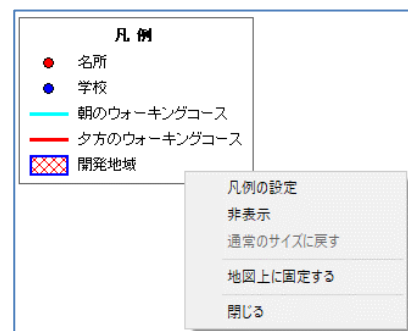 凡 例
名所
学校
朝のウォーキングコース
夕方のウォーキングコース
開発地域
凡例の設定
非表示
通常のサイズに戻す
地図上に固定する
閉じる